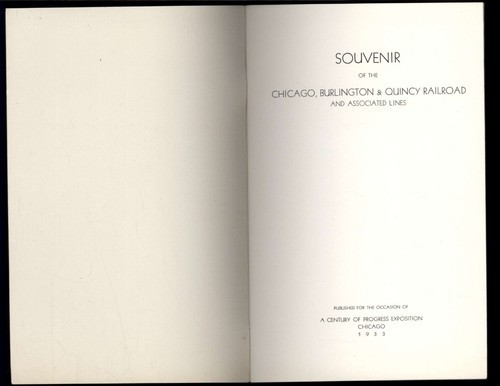 SOUVENIR
OF THE
CHICAGO, BURLINGTON & QUINCY RAILROAD
AND ASSOCIATED LINES
PUBLISHED FOR THE OCCASION OF
A CENTURY OF PROGRESS EXPOSITION
CHICAGO
1933